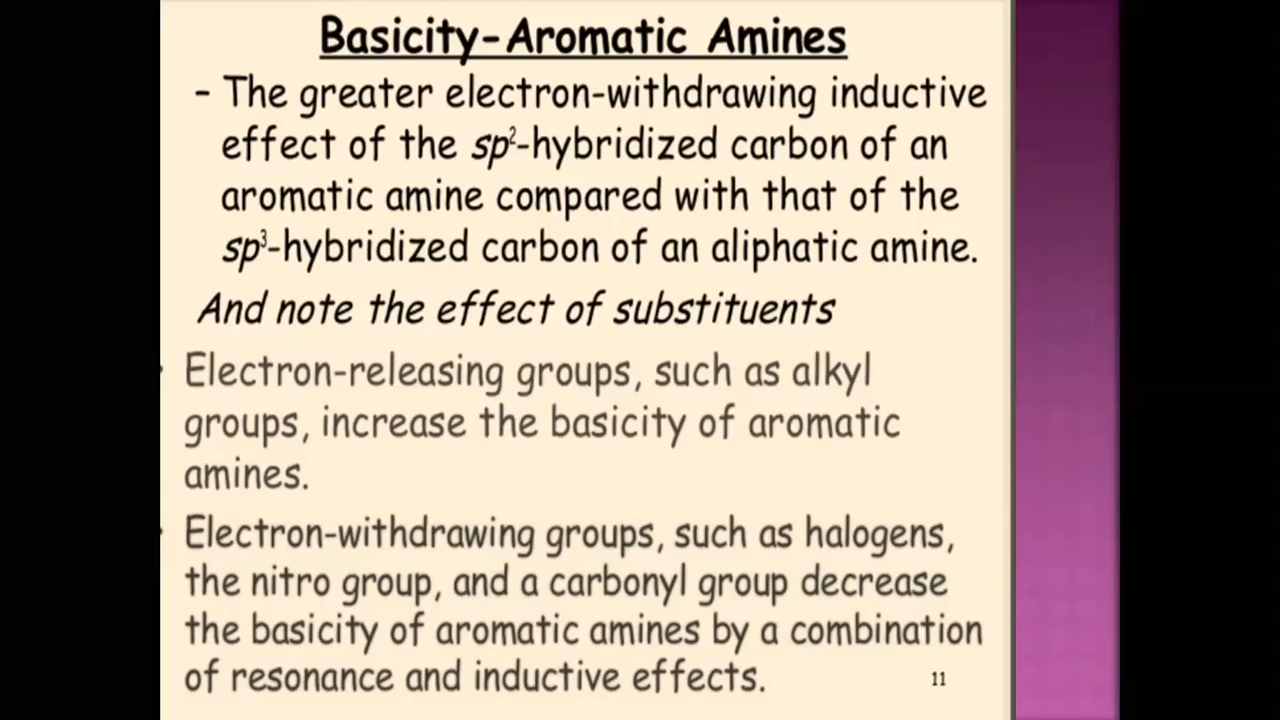 Basicity-Aromatic Amines
– The greater electron-withdrawing inductive
effect of the sp²-hybridized carbon of an
aromatic amine compared with that of the
sp³-hybridized carbon of an aliphatic amine.
And note the effect of substituents
Electron-releasing groups, such as alkyl
groups, increase the basicity of aromatic
amines.
Electron-withdrawing groups, such as halogens,
the nitro group, and a carbonyl group decrease
the basicity of aromatic amines by a combination
of resonance and inductive effects.
11